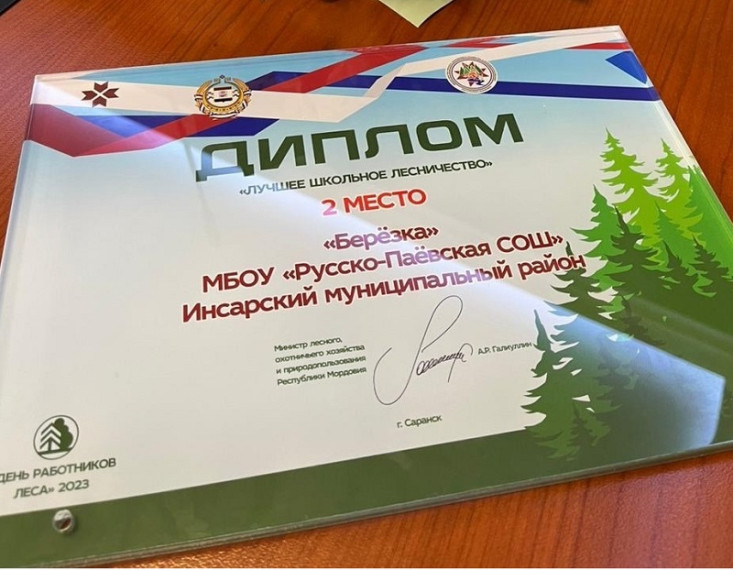 ДИПЛОМ
«ЛУЧШЕЕ ШКОЛЬНОЕ ЛЕСНИЧЕСТВО»
2 МЕСТО
«Берёзка»
МБОУ «Русско-Паёвская СОШ»
Инсарский муниципальный район
Министр лесного,
охотничьего хозяйства
и природопользования
Республики Мордовия
А.Р. Галиуллин
г. Саранск
ДЕНЬ РАБОТНИКОВ
ЛЕСА» 2023